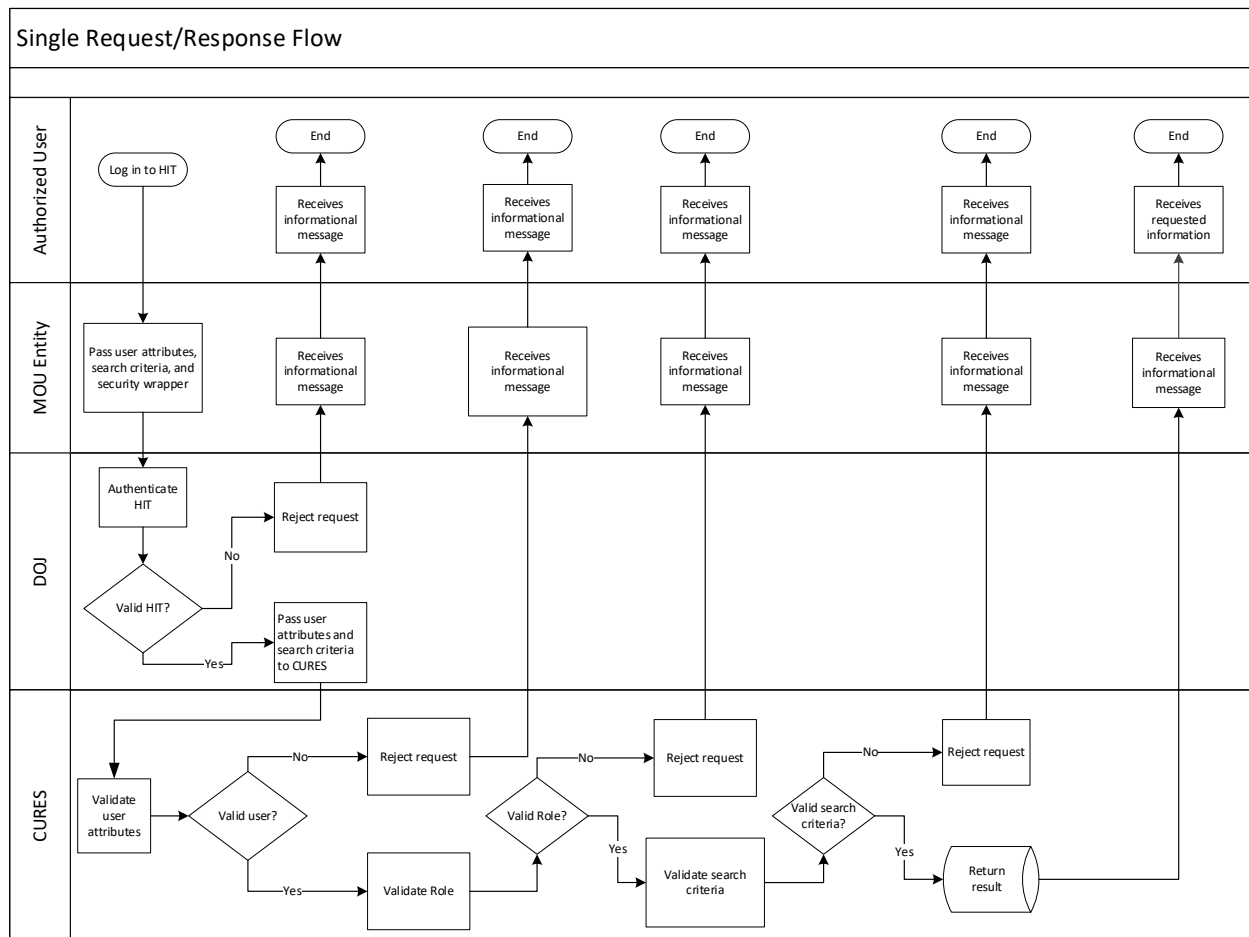 Single Request/Response Flow
Authorized User
Log in to HIT
End
End
End
End
End
Receives
informational
message
Receives
informational
message
Receives
informational
message
Receives
informational
message
Receives
requested
information
MOU Entity
Pass user attributes,
search criteria, and
security wrapper
Receives
informational
message
Receives
informational
message
Receives
informational
message
Receives
informational
message
Receives
informational
message
DOJ
Authenticate
HIT
Reject request
No
Valid HIT?
Pass user
attributes and
search criteria
to CURES
Yes
CURES
Validate
user
attributes
Valid user?
No
Reject request
Yes
Validate Role
Valid Role?
No
Reject request
Yes
Validate search
criteria
Valid search
criteria?
No
Reject request
Yes
Return
result